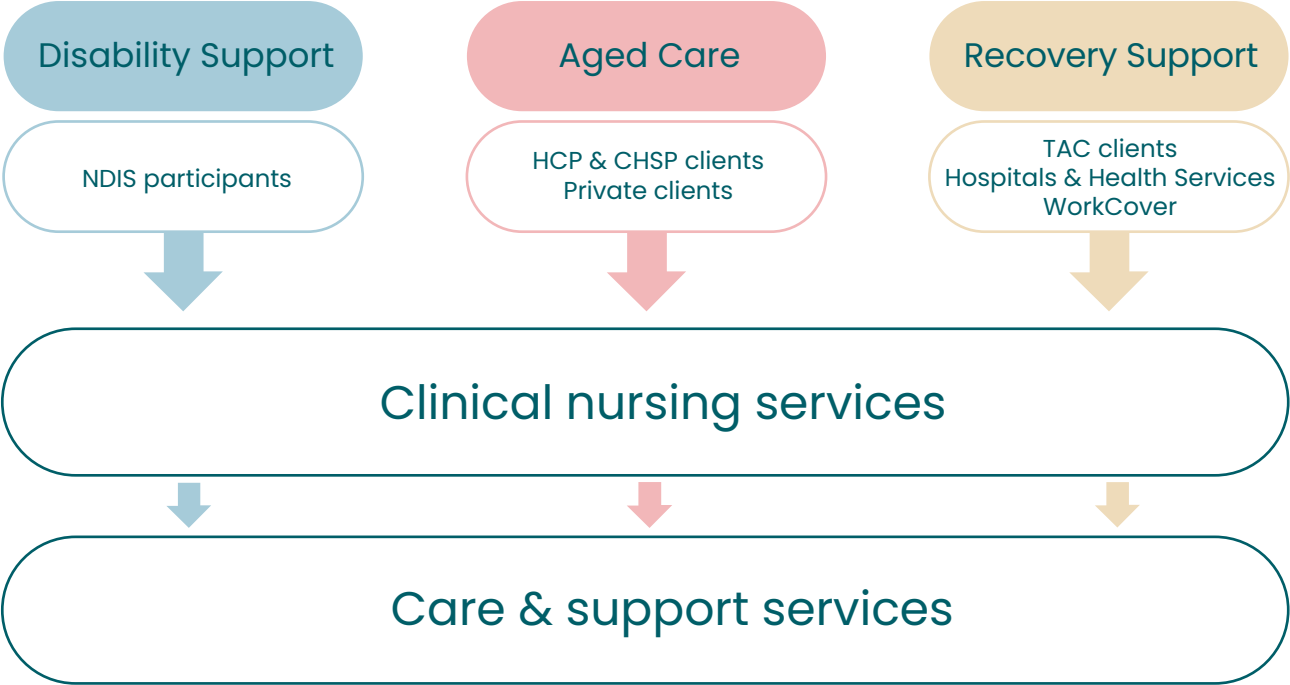 Disability Support
Aged Care
Recovery Support
NDIS participants
HCP & CHSP clients
Private clients
TAC clients
Hospitals & Health Services
WorkCover
Clinical nursing services
Care & support services